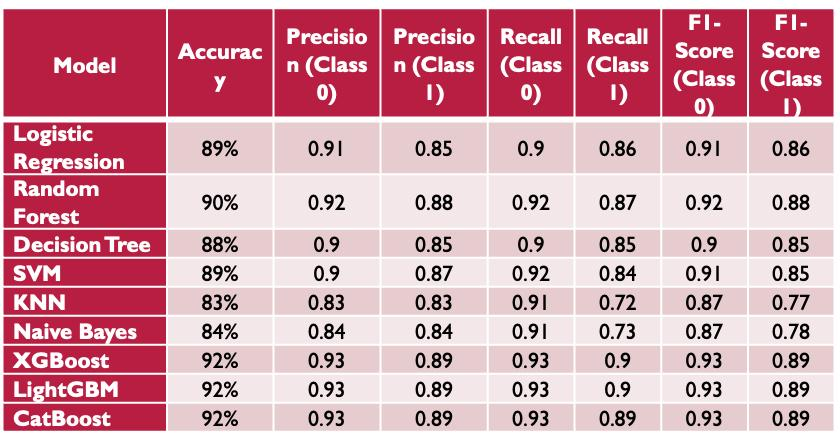 Model Accurac y Precisio n (Class 0) Precisio n (Class 1) Recall (Class 0) Recall (Class 1) F1- Score (Class 0) F1- Score (Class 1)
Logistic Regression 89% 0.91 0.85 0.9 0.86 0.91 0.86
Random Forest 90% 0.92 0.88 0.92 0.87 0.92 0.88
Decision Tree 88% 0.9 0.85 0.9 0.85 0.9 0.85
SVM 89% 0.9 0.87 0.92 0.84 0.91 0.85
KNN 83% 0.83 0.83 0.91 0.72 0.87 0.77
Naive Bayes 84% 0.84 0.84 0.91 0.73 0.87 0.78
XGBoost 92% 0.93 0.89 0.93 0.9 0.93 0.89
LightGBM 92% 0.93 0.89 0.93 0.9 0.93 0.89
CatBoost 92% 0.93 0.89 0.93 0.89 0.93 0.89